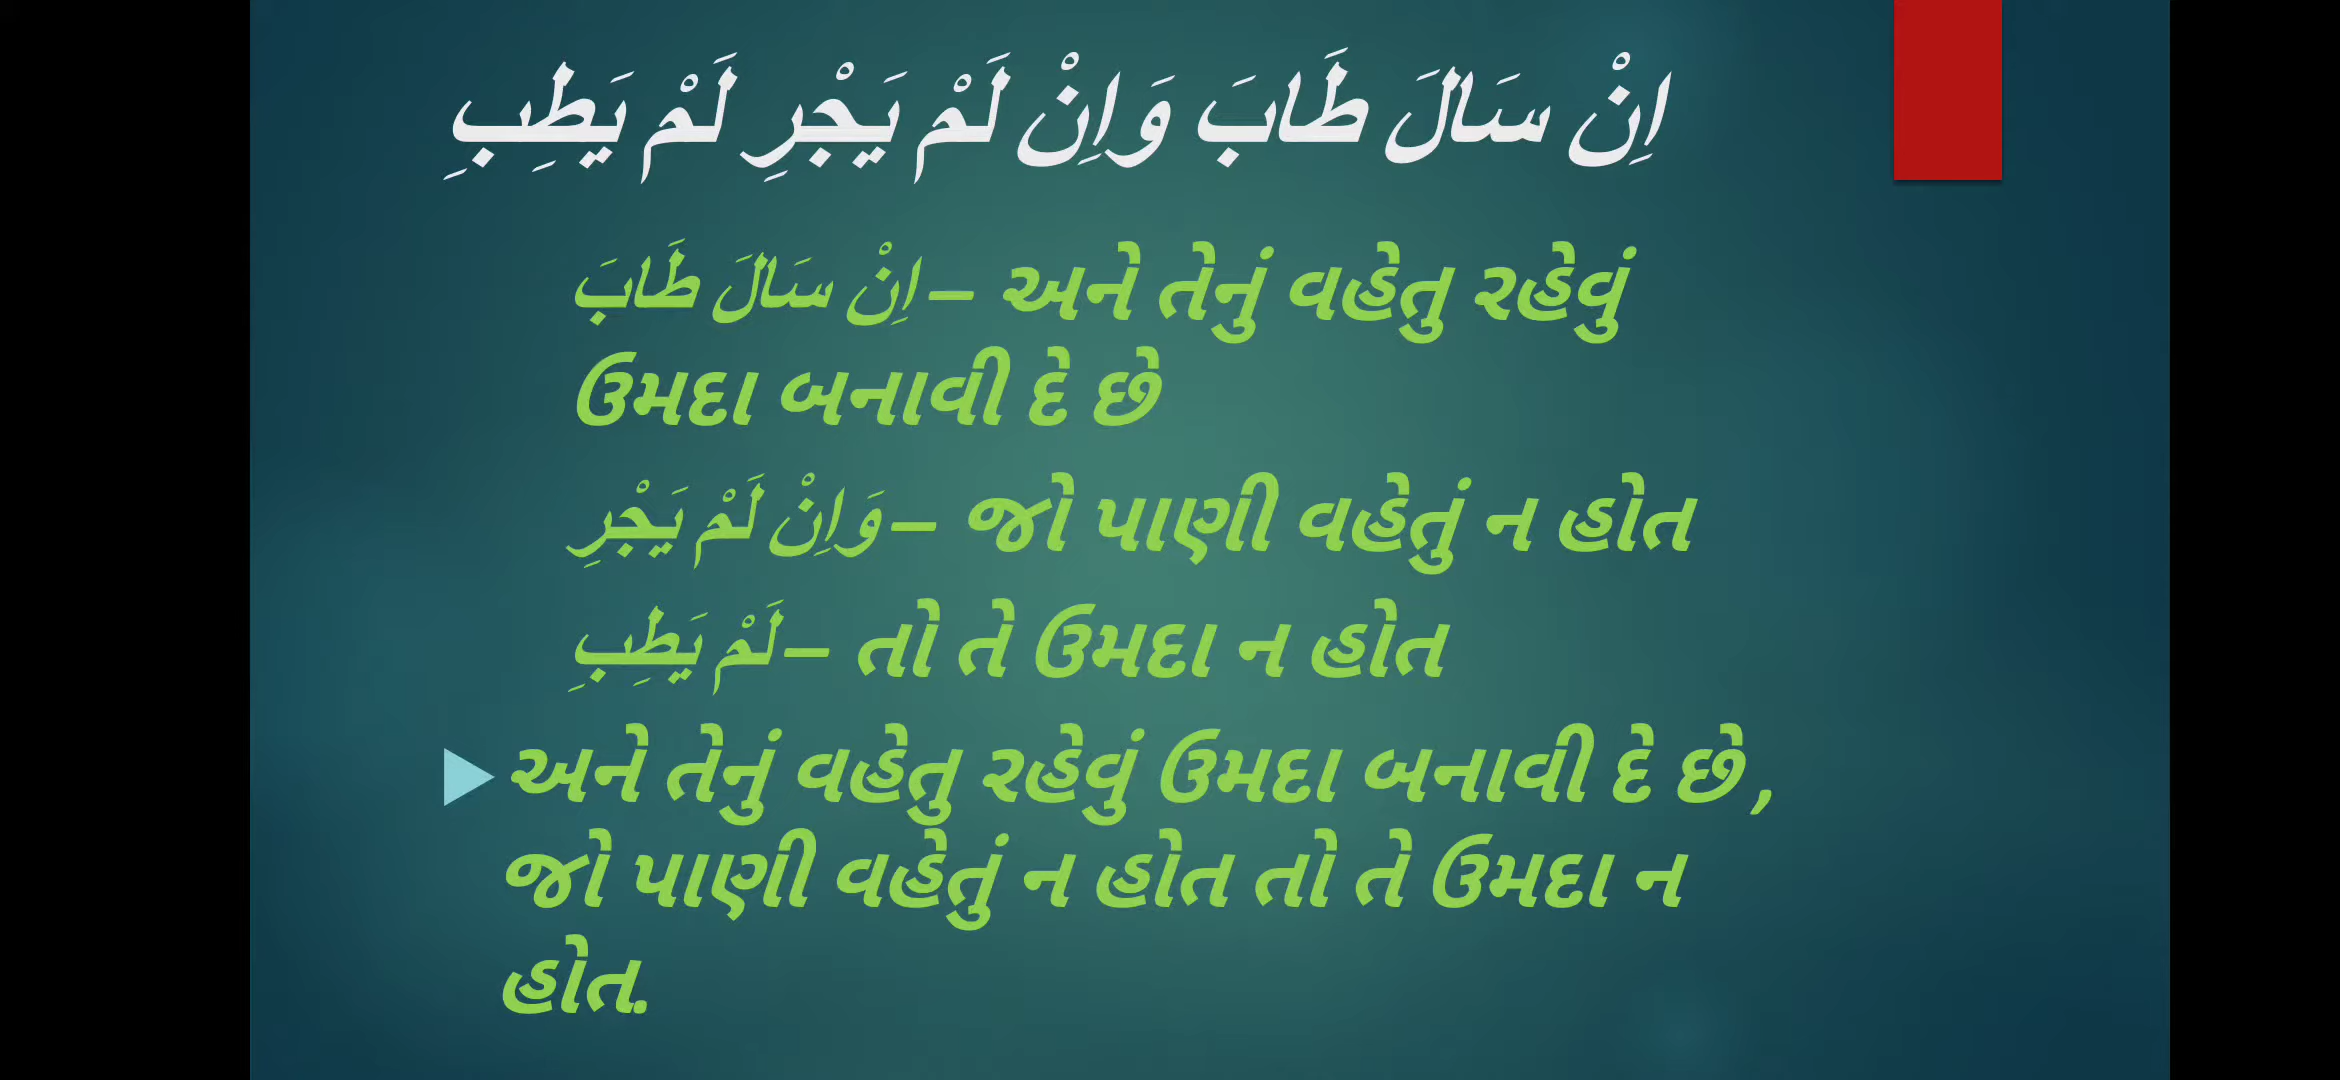 اِنْ سَالَ طَابَ وَاِنْ لَمْ يَجْرِ لَمْ يَطِبِ
اِنْ سَالَ طَابَ – અને તેનું વહેતુ રહેવું
ઉમદા બનાવી દે છે
وَاِنْ لَمْ يَجْرِ – જો પાણી વહેતું ન હોત
لَمْ يَطِبِ – તો તે ઉમદા ન હોત
અને તેનું વહેતુ રહેવું ઉમદા બનાવી દે છે,
જો પાણી વહેતું ન હોત તો તે ઉમદા ન
હોત.